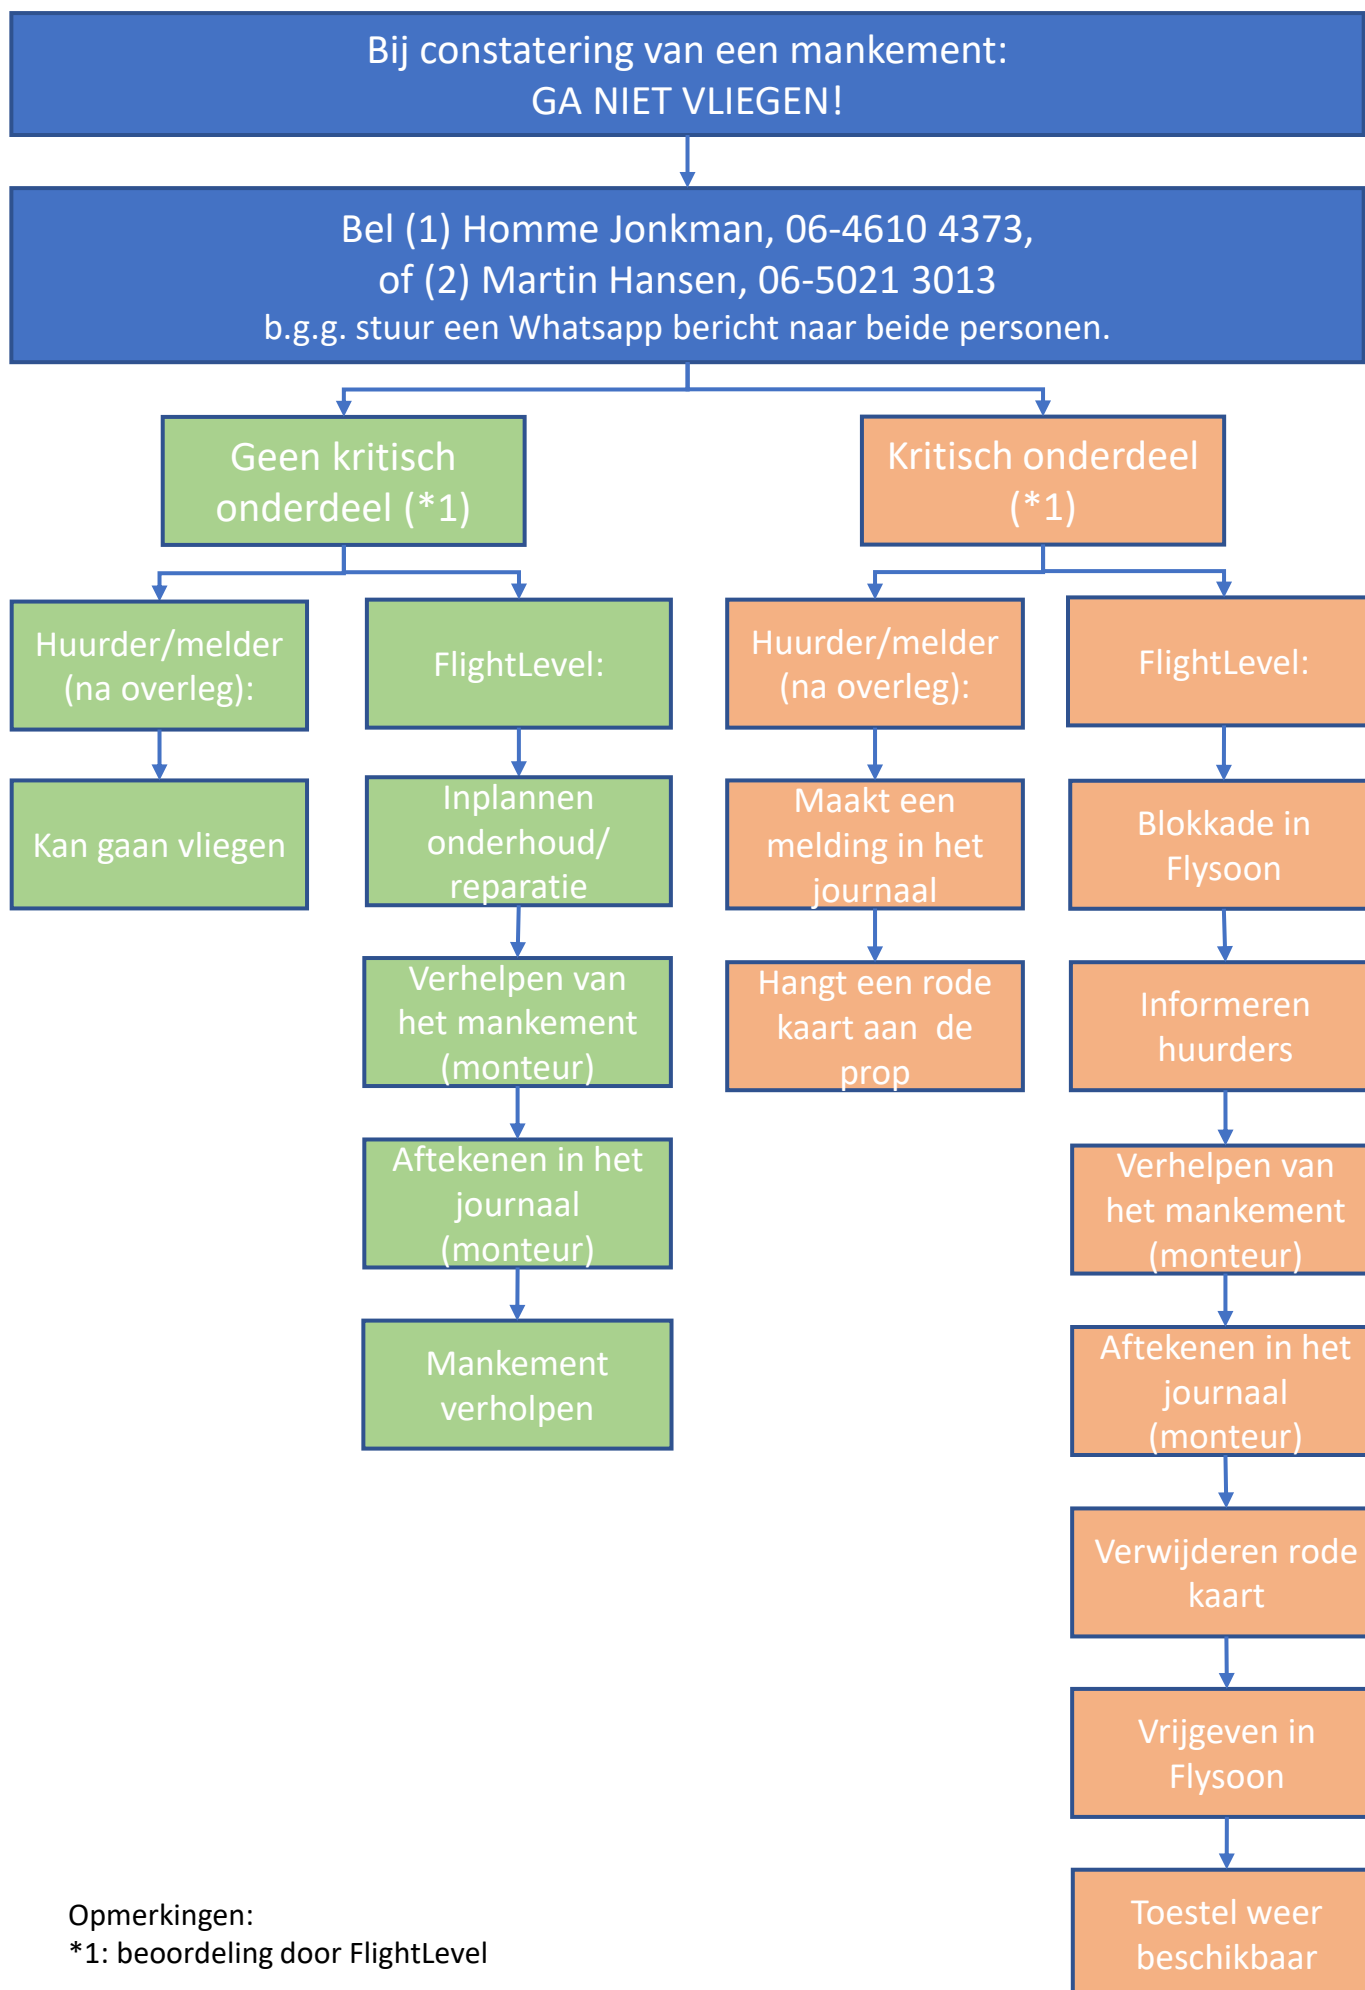 Bij constatering van een mankement:
GA NIET VLIEGEN!
Bel (1) Homme Jonkman, 06-4610 4373,
of (2) Martin Hansen, 06-5021 3013
b.g.g. stuur een Whatsapp bericht naar beide personen.
Geen kritisch
onderdeel (*1)
Kritisch onderdeel
(*1)
Huurder/melder
(na overleg):
FlightLevel:
Huurder/melder
(na overleg):
FlightLevel:
Kan gaan vliegen
Inplannen
onderhoud/
reparatie
Maakt een
melding in het
journaal
Blokkade in
Flysoon
Verhelpen van
het mankement
(monteur)
Hangt een rode
kaart aan  de
prop
Informeren
huurders
Aftekenen in het
journaal
(monteur)
Verhelpen van
het mankement
(monteur)
Mankement
verholpen
Aftekenen in het
journaal
(monteur)
Verwijderen rode
kaart
Vrijgeven in
Flysoon
Toestel weer
beschikbaar
Opmerkingen:
*1: beoordeling door FlightLevel